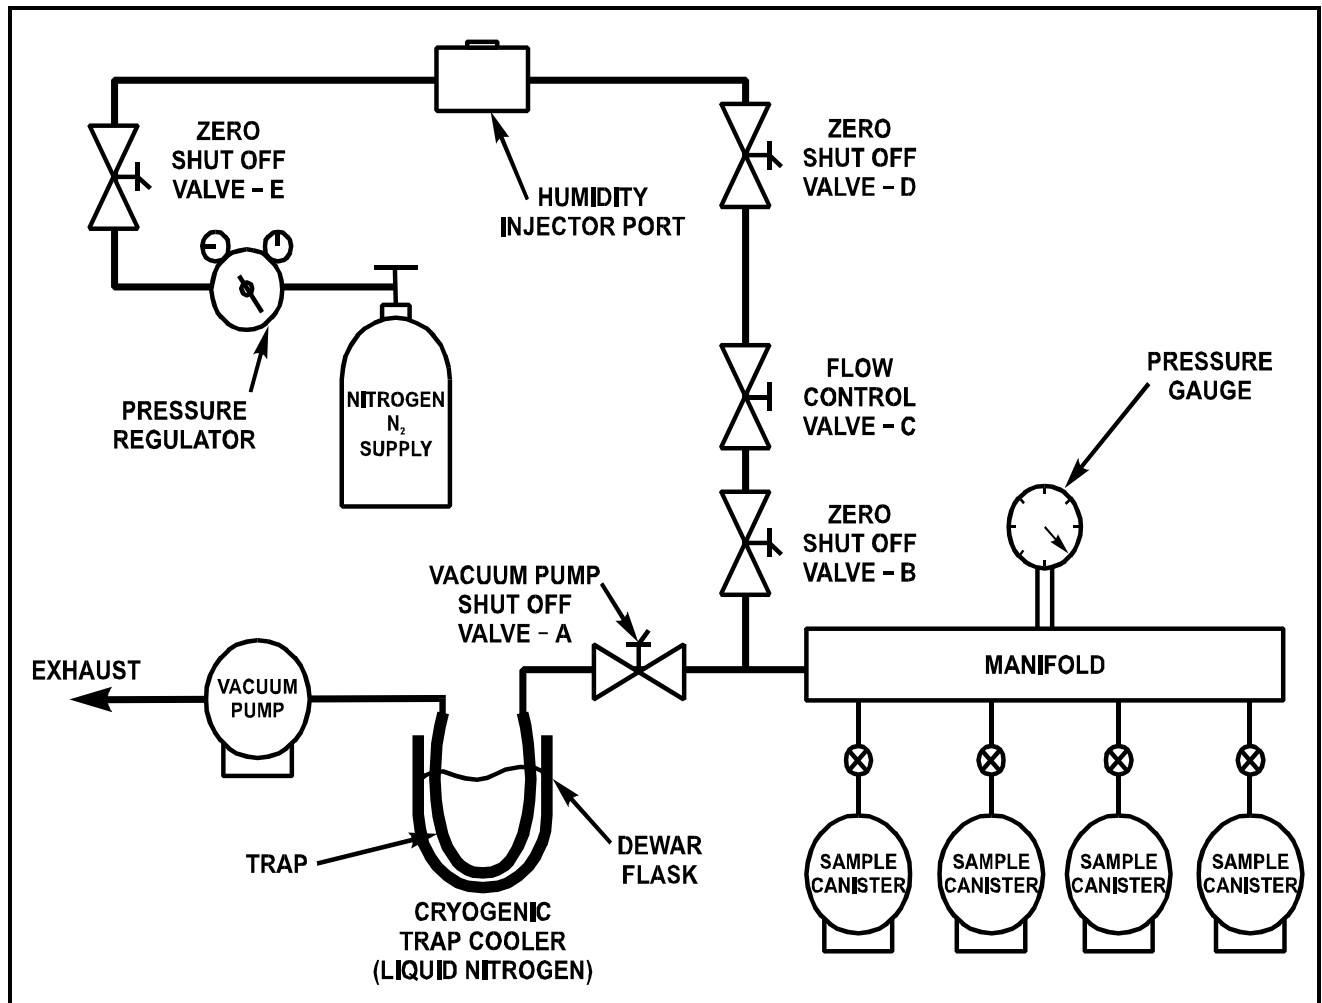 ZERO
SHUT OFF
VALVE – E
HUMIDITY
INJECTOR PORT
ZERO
SHUT OFF
VALVE – D
PRESSURE
REGULATOR
NITROGEN
N₂
SUPPLY
FLOW
CONTROL
VALVE – C
PRESSURE
GAUGE
ZERO
SHUT OFF
VALVE – B
VACUUM PUMP
SHUT OFF
VALVE – A
EXHAUST
VACUUM
PUMP
MANIFOLD
TRAP
DEWAR
FLASK
CRYOGENIC
TRAP COOLER
(LIQUID NITROGEN)
SAMPLE
CANISTER
SAMPLE
CANISTER
SAMPLE
CANISTER
SAMPLE
CANISTER